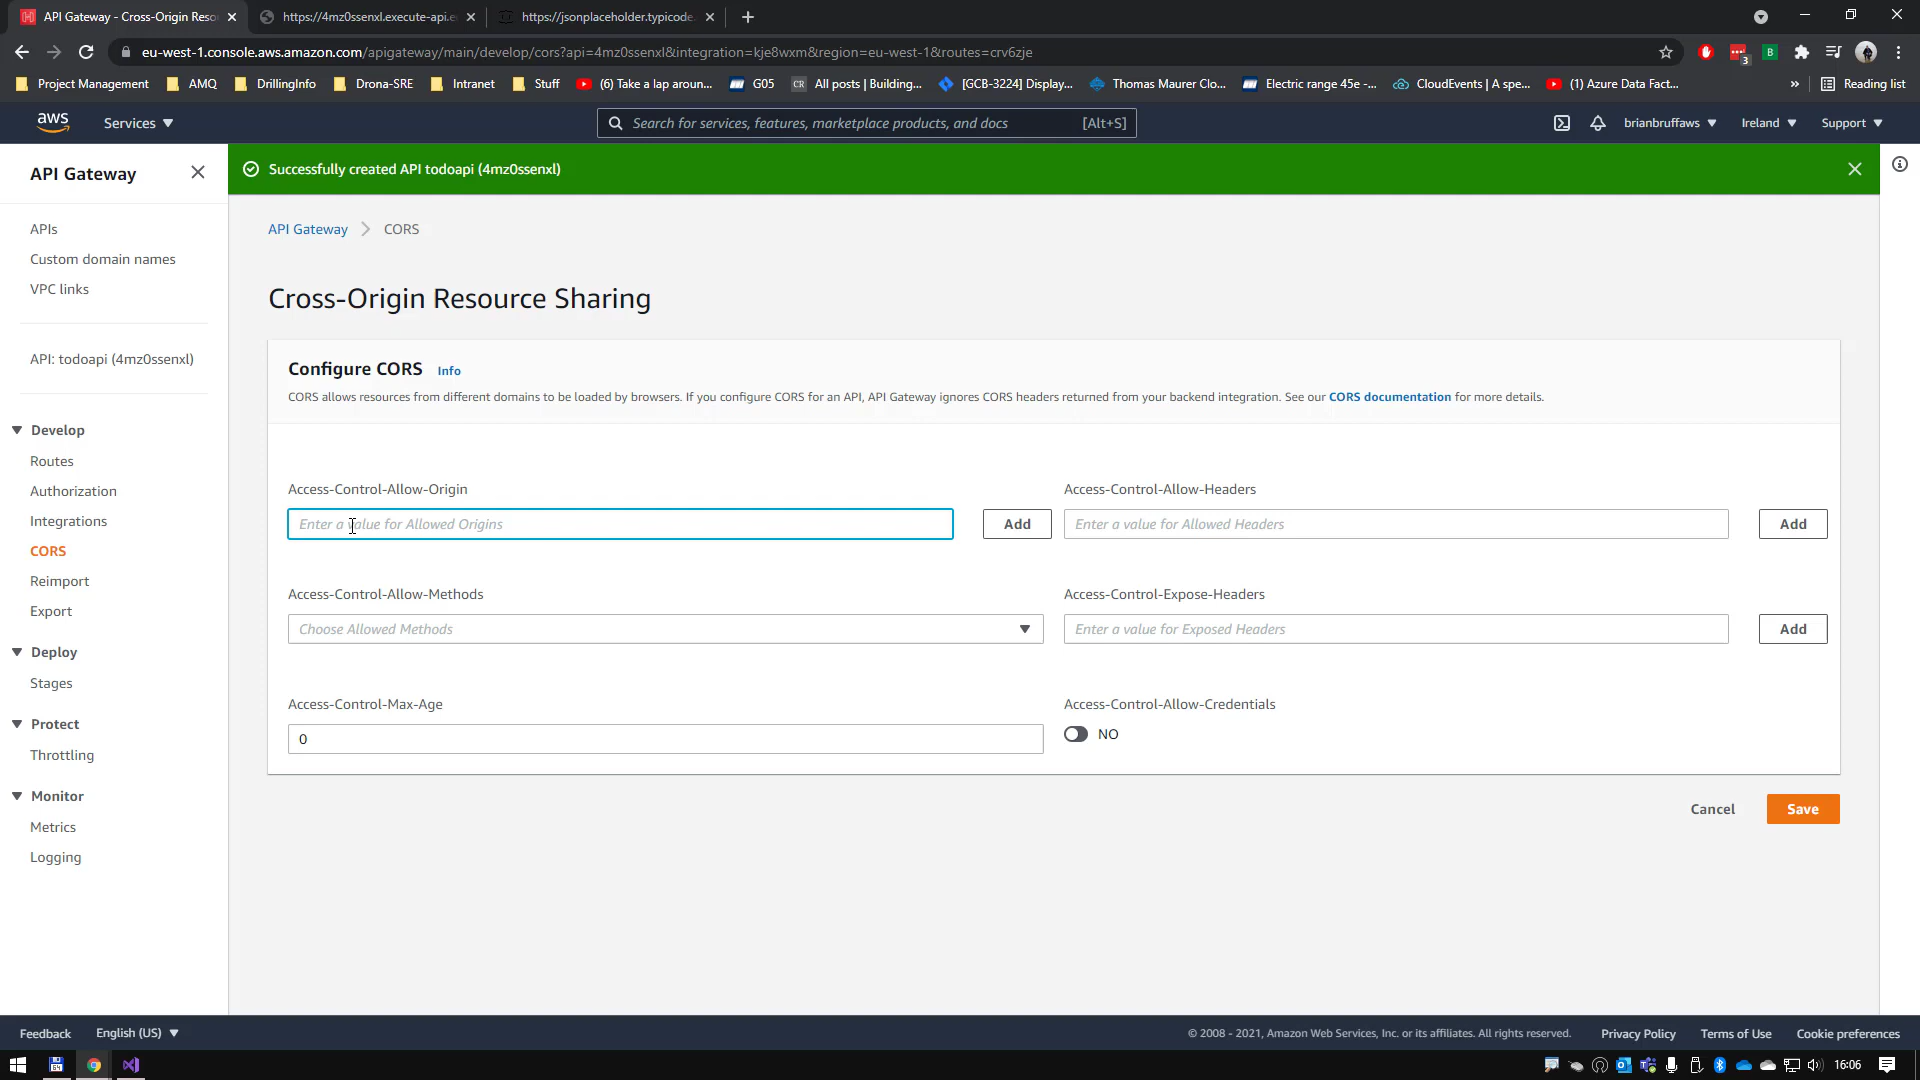 API Gateway - Cross-Origin Reso
https://4mz0ssenxl.execute-api.e
https://jsonplaceholder.typicode.
eu-west-1.console.aws.amazon.com/apigateway/main/develop/cors?api=4mz0ssenxl&integration=kje8wxm&region=eu-west-1&routes=crv6zje
3
B
Project Management
AMQ
DrillingInfo
Drona-SRE
Intranet
Stuff
(6) Take a lap aroun...
G05
CR
All posts | Building...
[GCB-3224] Display...
Thomas Maurer Clo...
Electric range 45e -...
CloudEvents | A spe...
(1) Azure Data Fact...
»
Reading list
aws
Services
Search for services, features, marketplace products, and docs
[Alt+S]
brianbruffaws
Ireland
Support
API Gateway
Successfully created API todoapi (4mz0ssenxl)
APIs
Custom domain names
VPC links
API: todoapi (4mz0ssenxl)
Develop
Routes
Authorization
Integrations
CORS
Reimport
Export
Deploy
Stages
Protect
Throttling
Monitor
Metrics
Logging
API Gateway
CORS
Cross-Origin Resource Sharing
Configure CORS
Info
CORS allows resources from different domains to be loaded by browsers. If you configure CORS for an API, API Gateway ignores CORS headers returned from your backend integration. See our CORS documentation for more details.
Access-Control-Allow-Origin
Enter a value for Allowed Origins
Add
Access-Control-Allow-Headers
Enter a value for Allowed Headers
Add
Access-Control-Allow-Methods
Choose Allowed Methods
Access-Control-Expose-Headers
Enter a value for Exposed Headers
Add
Access-Control-Max-Age
0
Access-Control-Allow-Credentials
NO
Cancel
Save
Feedback
English (US)
© 2008 - 2021, Amazon Web Services, Inc. or its affiliates. All rights reserved.
Privacy Policy
Terms of Use
Cookie preferences
64
16:06